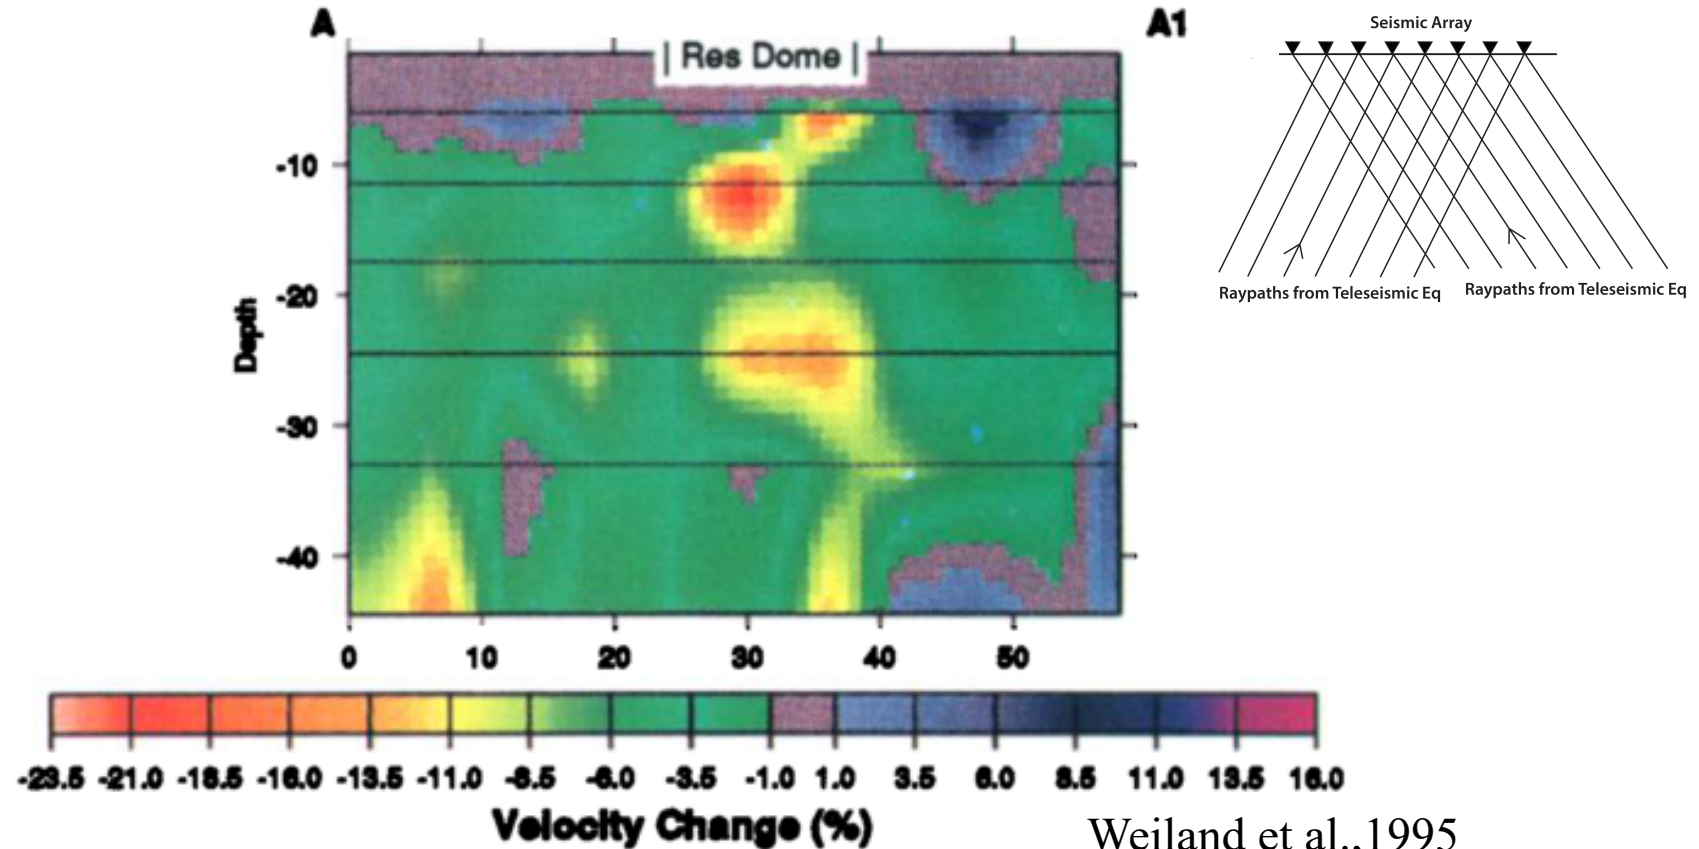 A
A1
Seismic Array
| Res Dome |
-10
-20
-30
-40
Depth
Raypaths from Teleseismic Eq
Raypaths from Teleseismic Eq
0 10 20 30 40 50
-23.5 -21.0 -18.5 -16.0 -13.5 -11.0 -8.5 -6.0 -3.5 -1.0 1.0 3.5 6.0 8.5 11.0 13.5 16.0
Velocity Change (%)
Weiland et al.,1995